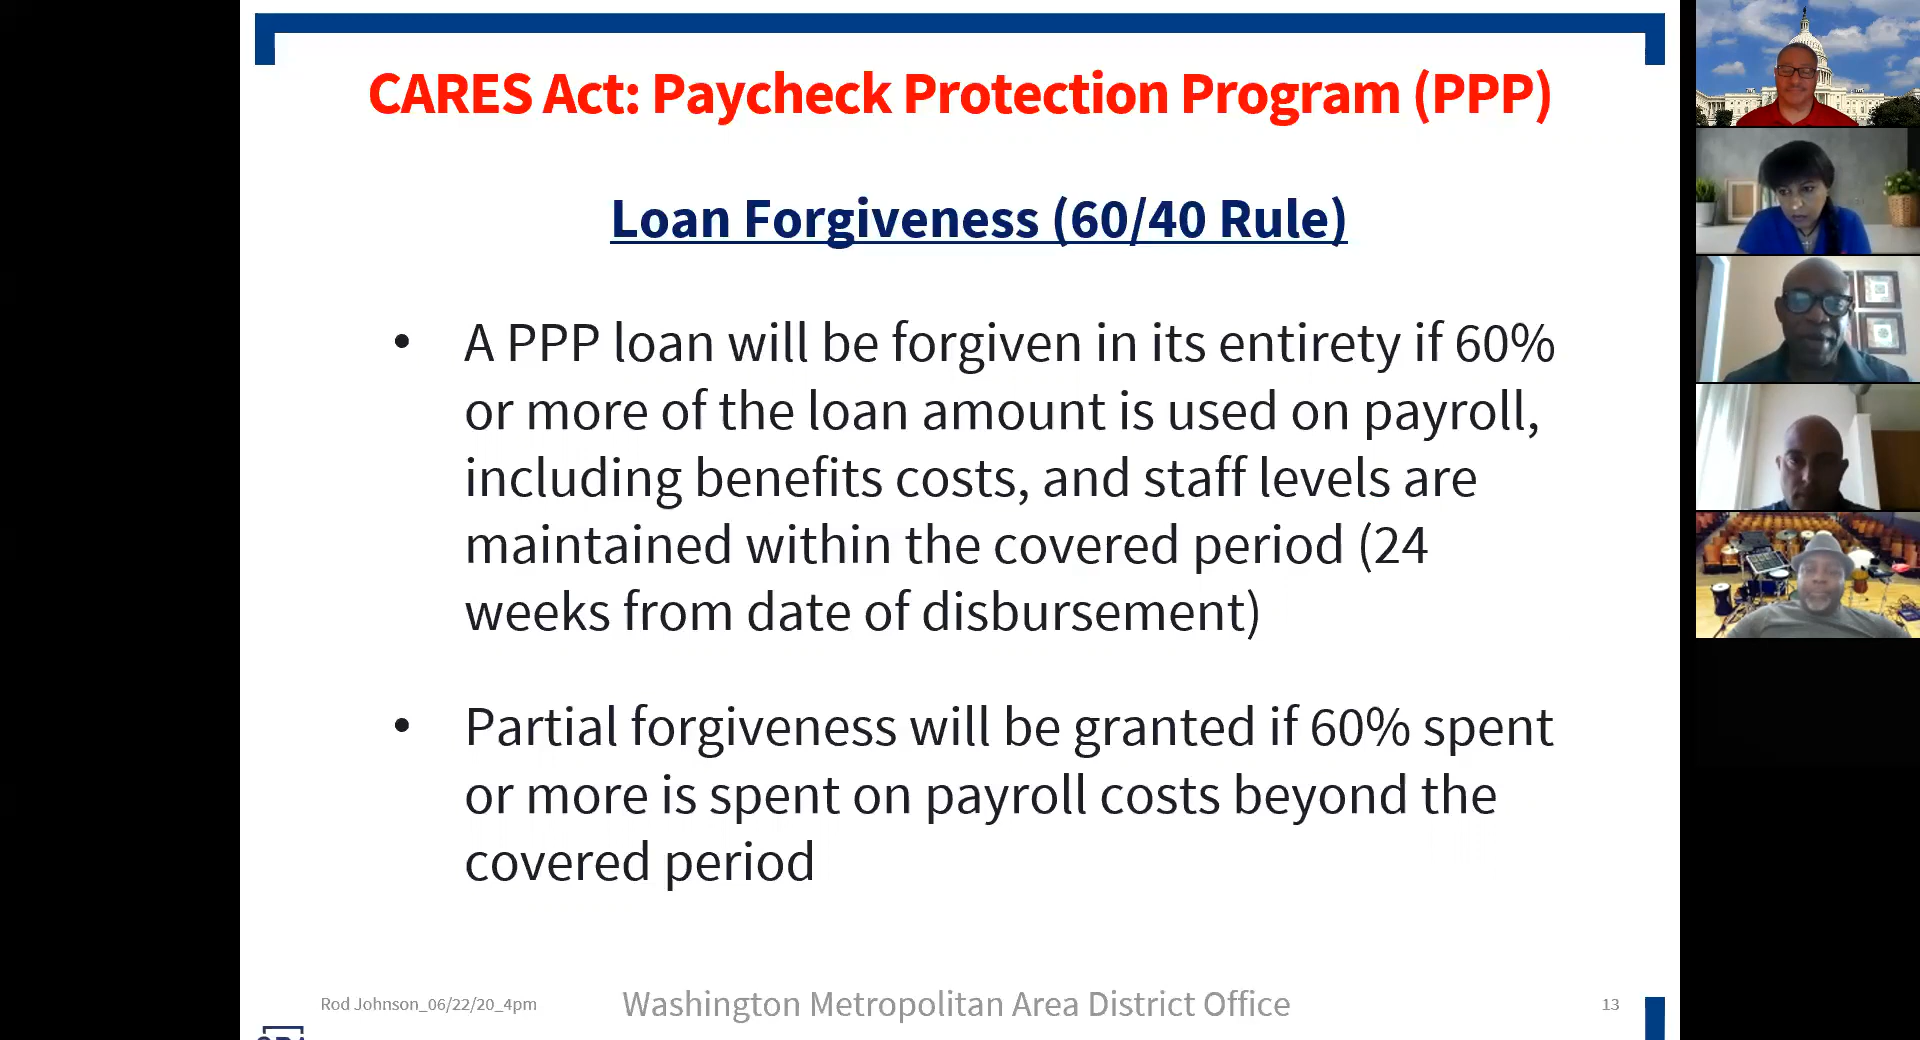 CARES Act: Paycheck Protection Program (PPP)
Loan Forgiveness (60/40 Rule)
• A PPP loan will be forgiven in its entirety if 60%
or more of the loan amount is used on payroll,
including benefits costs, and staff levels are
maintained within the covered period (24
weeks from date of disbursement)
• Partial forgiveness will be granted if 60% spent
or more is spent on payroll costs beyond the
covered period
Rod Johnson_06/22/20_4pm
Washington Metropolitan Area District Office
13